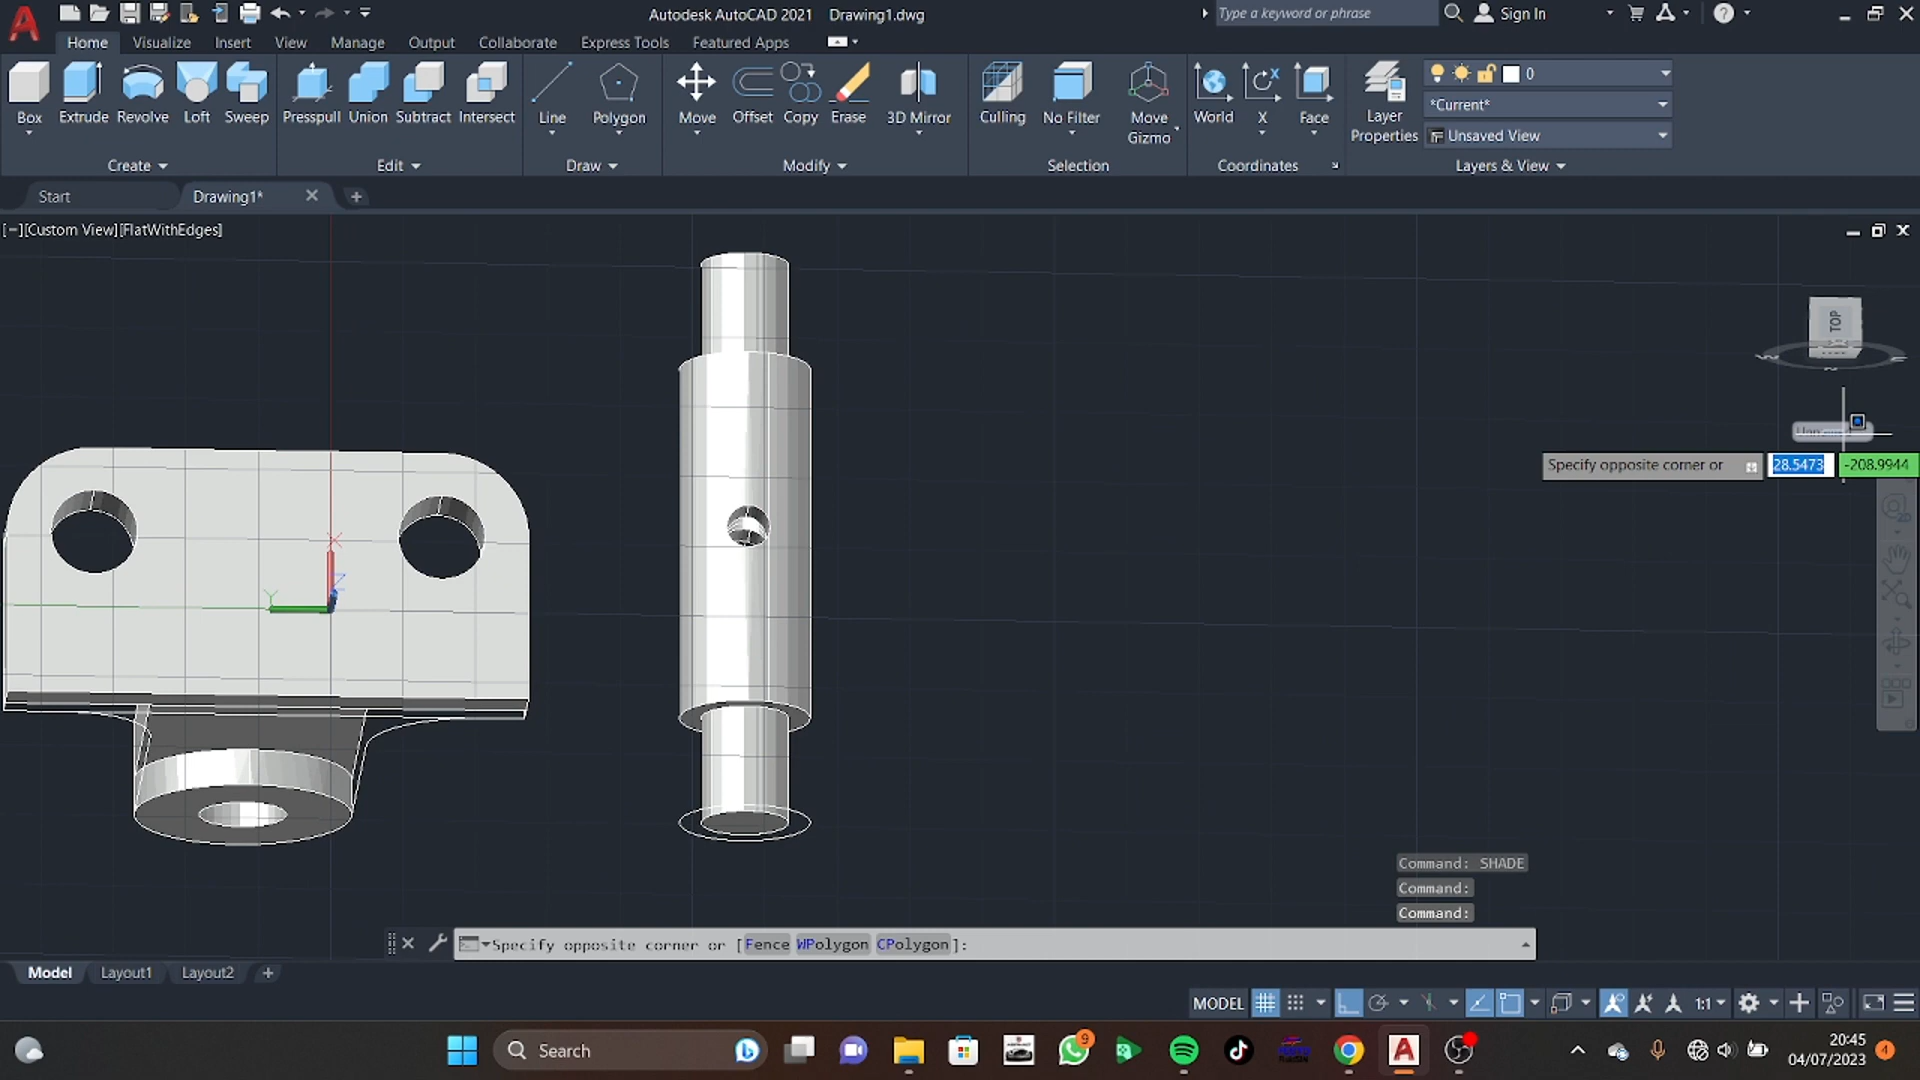 Autodesk AutoCAD 2021 Drawing1.dwg
Type a keyword or phrase
Sign In
Home Visualize Insert View Manage Output Collaborate Express Tools Featured Apps
Box Extrude Revolve Loft Sweep Presspull Union Subtract Intersect Line Polygon Move Offset Copy Erase 3D Mirror Culling No Filter Move Gizmo World X Face Layer Properties
0
*Current*
Unsaved View
Create Edit Draw Modify Selection Coordinates Layers & View
Start Drawing1*
[−][Custom View][FlatWithEdges]
TOP
W
E
X
Y
Z
Specify opposite corner or 28.5473 -208.9944
2D
Command: SHADE
Command:
Command:
Specify opposite corner or [Fence WPolygon CPolygon]:
Model Layout1 Layout2
MODEL 1:1
Search
9
20:45
04/07/2023
4